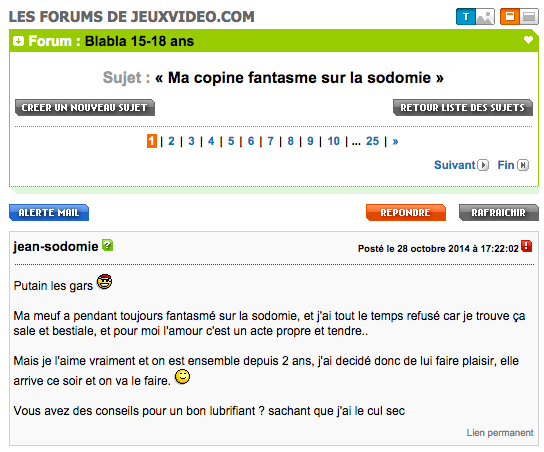 LES FORUMS DE JEUXVIDEO.COM
T
Forum : Blabla 15-18 ans
Sujet : « Ma copine fantasme sur la sodomie »
CREER UN NOUVEAU SUJET
RETOUR LISTE DES SUJETS
1 | 2 | 3 | 4 | 5 | 6 | 7 | 8 | 9 | 10 | ... 25 | »
Suivant Fin
ALERTE MAIL
REPONDRE
RAFRAICHIR
jean-sodomie ?
Posté le 28 octobre 2014 à 17:22:02 !
Putain les gars
Ma meuf a pendant toujours fantasmé sur la sodomie, et j'ai tout le temps refusé car je trouve ça
sale et bestiale, et pour moi l'amour c'est un acte propre et tendre..
Mais je l'aime vraiment et on est ensemble depuis 2 ans, j'ai décidé donc de lui faire plaisir, elle
arrive ce soir et on va le faire.
Vous avez des conseils pour un bon lubrifiant ? sachant que j'ai le cul sec
Lien permanent